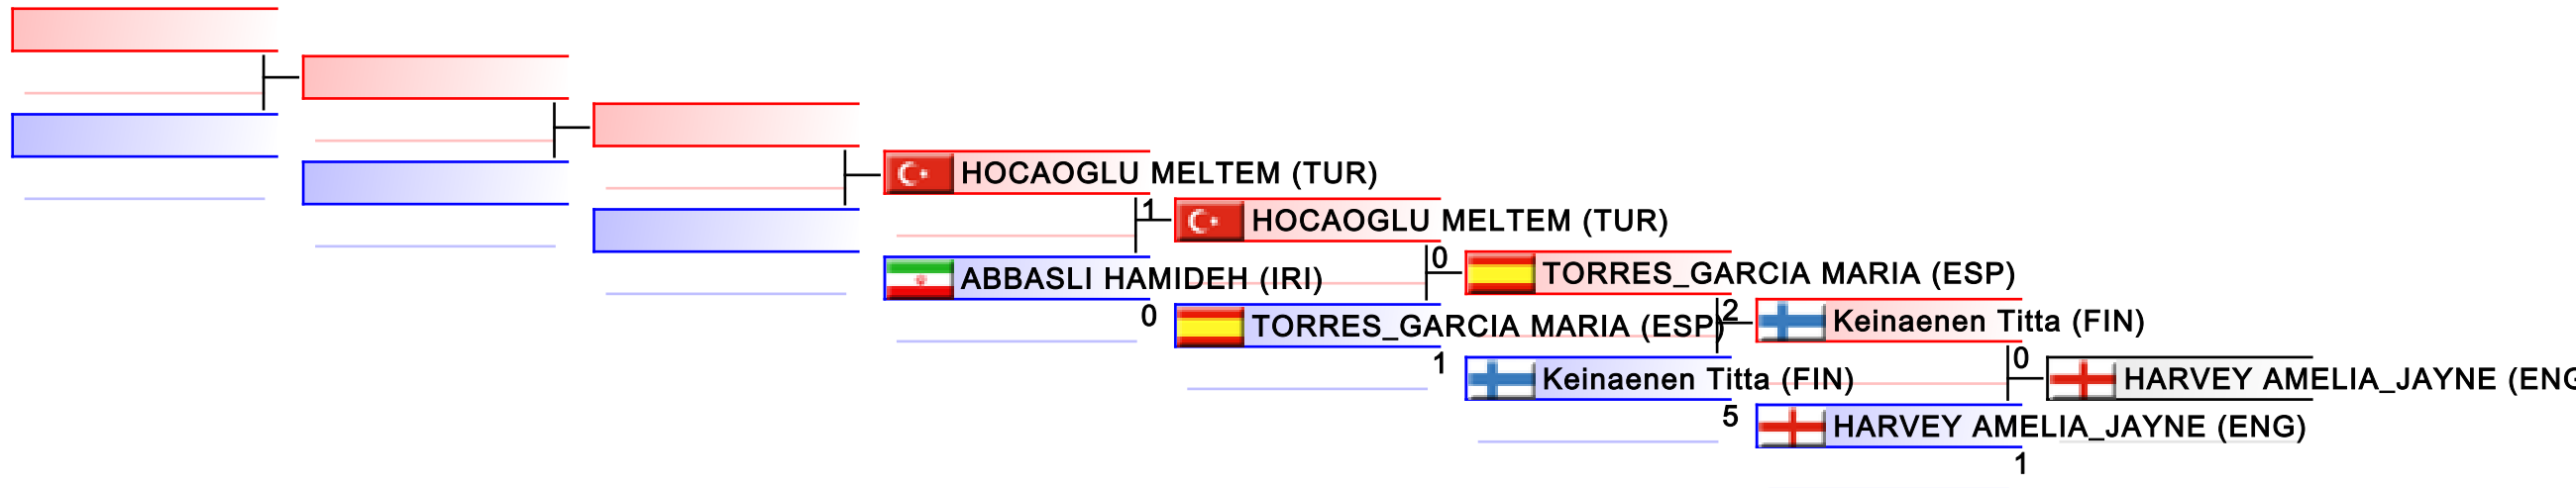 HOCAOGLU MELTEM (TUR)
1
HOCAOGLU MELTEM (TUR)
ABBASLI HAMIDEH (IRI)
0
0
TORRES_GARCIA MARIA (ESP)
TORRES_GARCIA MARIA (ESP)
1
2
Keinaenen Titta (FIN)
Keinaenen Titta (FIN)
5
0
HARVEY AMELIA_JAYNE (ENG
HARVEY AMELIA_JAYNE (ENG)
1